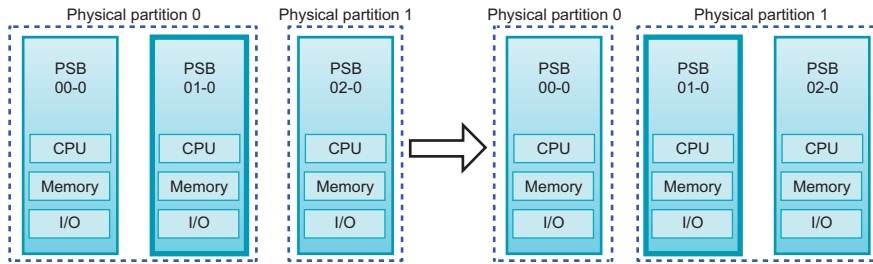 Physical partition 0
Physical partition 1
Physical partition 0
Physical partition 1
PSB
00-0
CPU
Memory
I/O
PSB
01-0
CPU
Memory
I/O
PSB
02-0
CPU
Memory
I/O
PSB
00-0
CPU
Memory
I/O
PSB
01-0
CPU
Memory
I/O
PSB
02-0
CPU
Memory
I/O